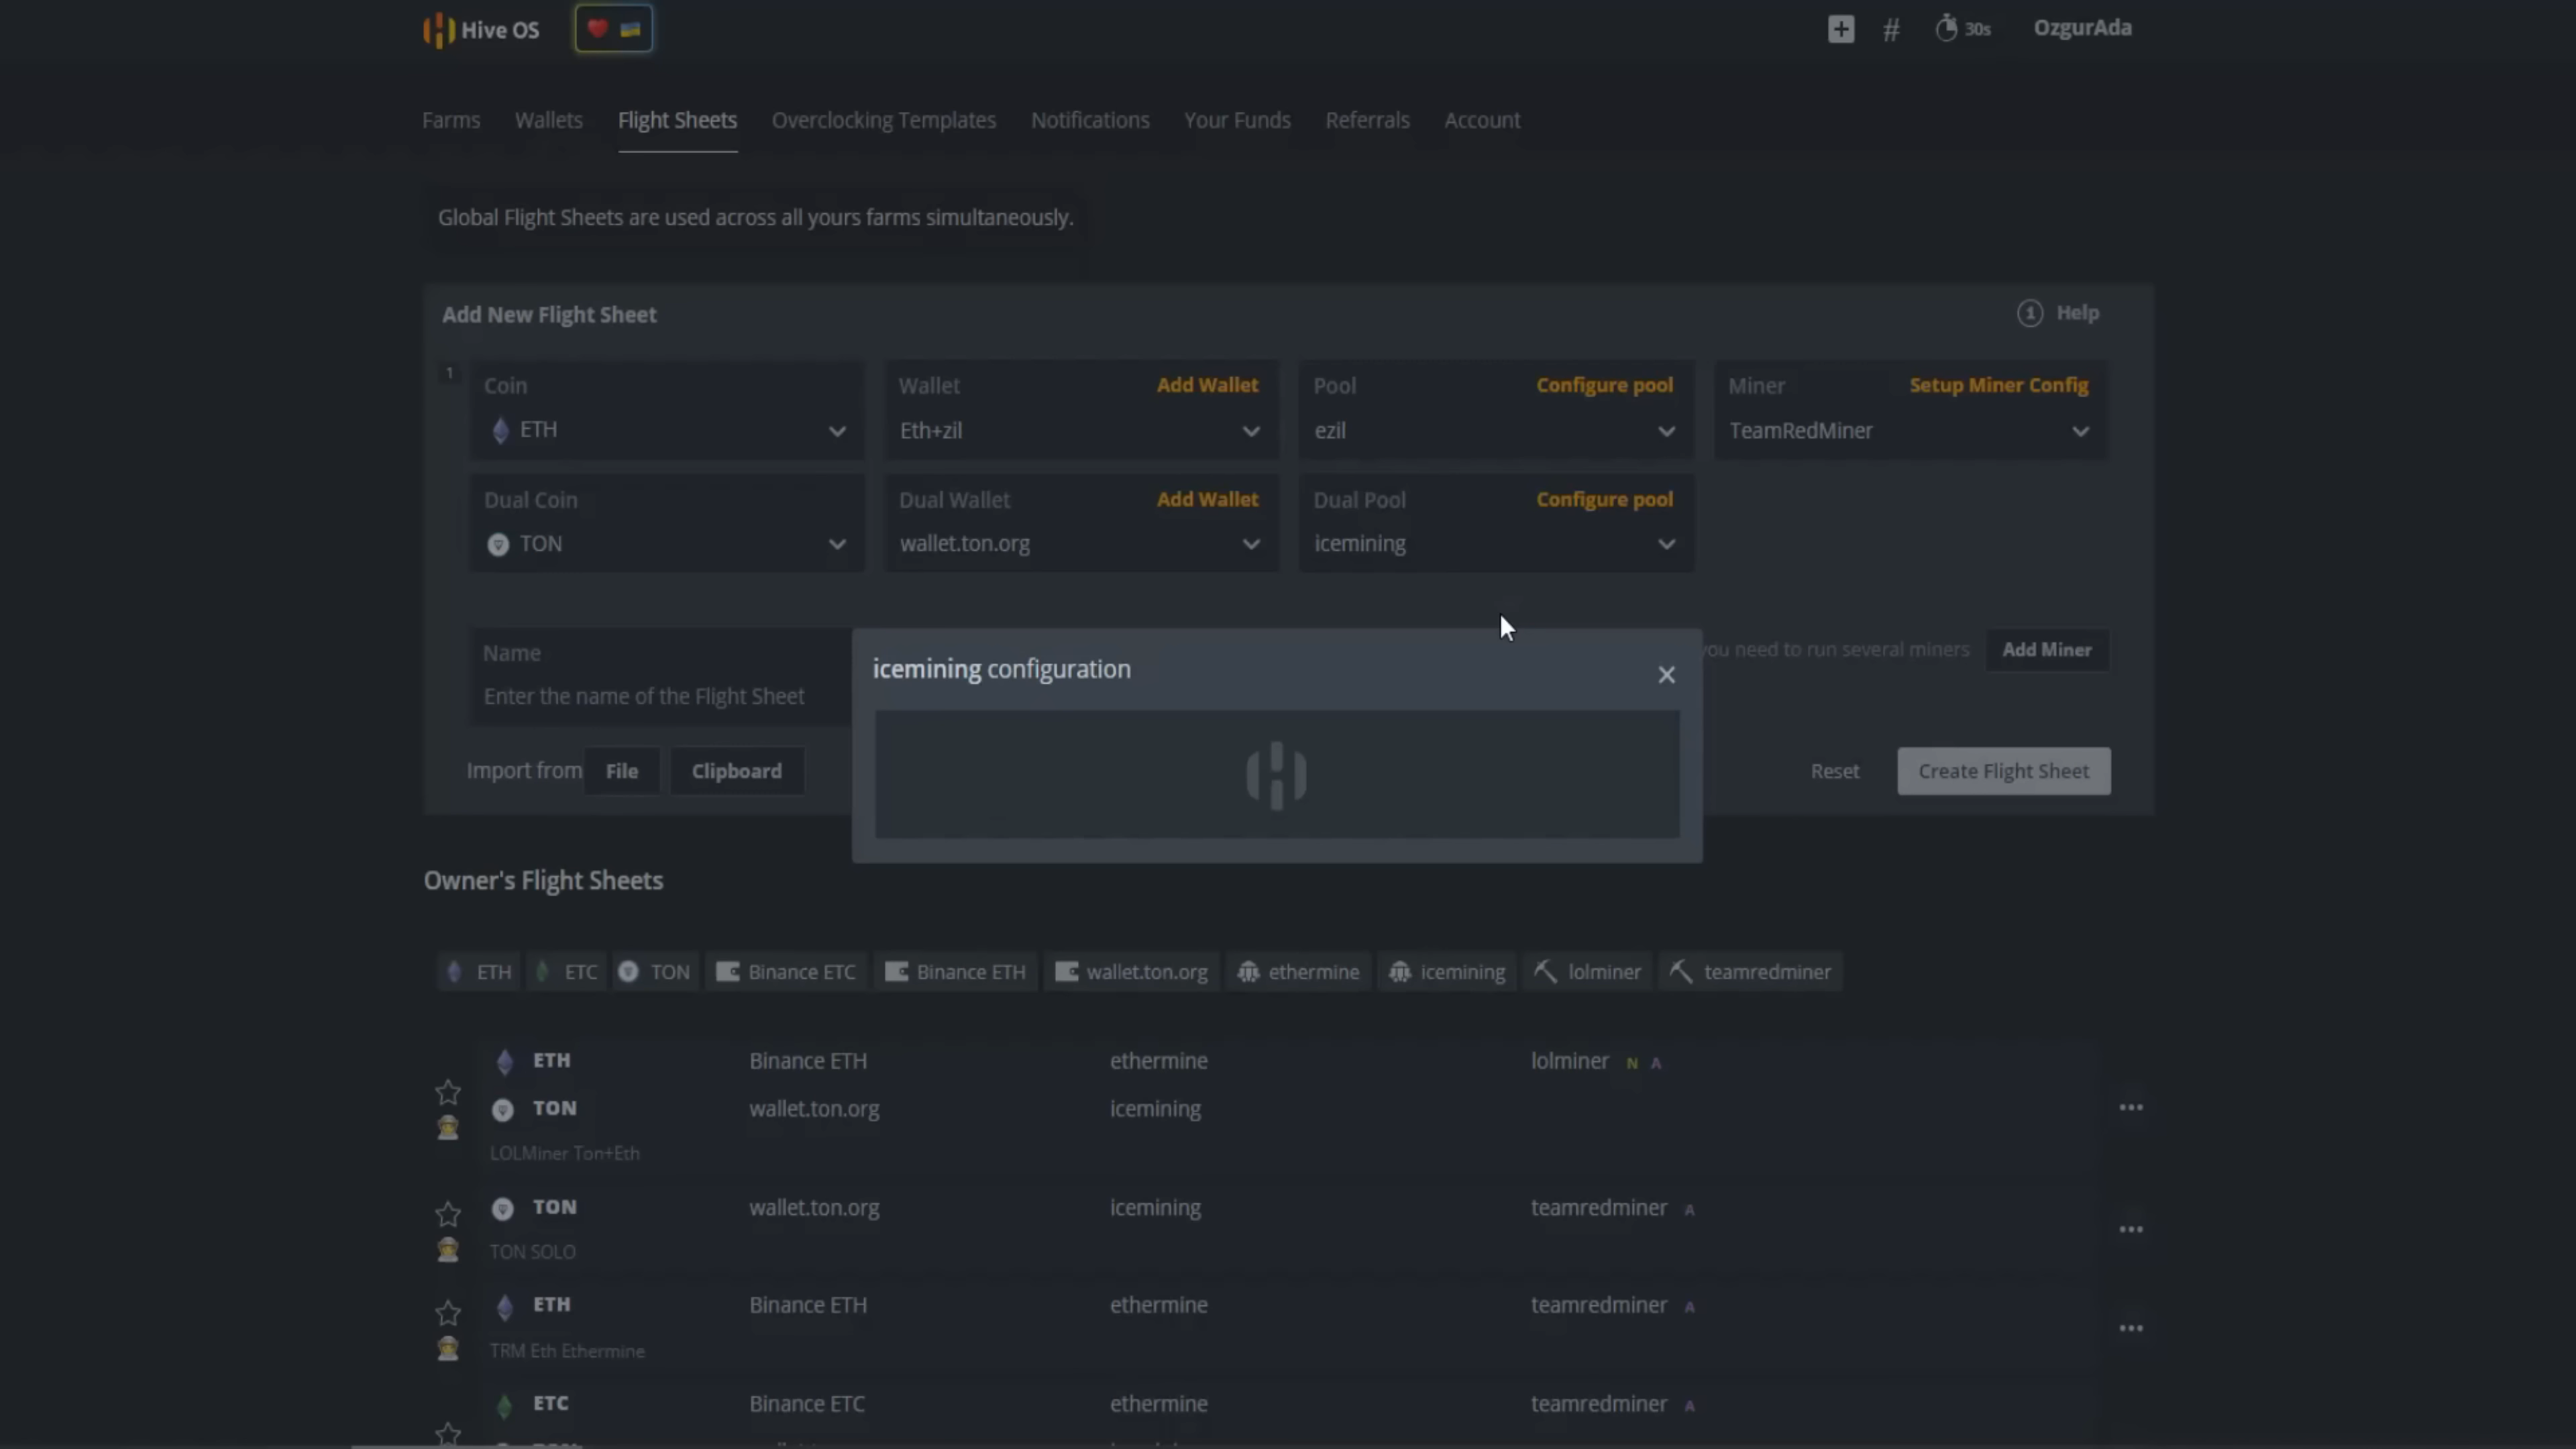 Hive OS
30s
OzgurAda
Farms Wallets Flight Sheets Overclocking Templates Notifications Your Funds Referrals Account
Global Flight Sheets are used across all yours farms simultaneously.
Add New Flight Sheet
Help
1
Coin
ETH
Wallet Add Wallet
Eth+zil
Pool Configure pool
ezil
Miner Setup Miner Config
TeamRedMiner
Dual Coin
TON
Dual Wallet Add Wallet
wallet.ton.org
Dual Pool Configure pool
icemining
Name
Enter the name of the Flight Sheet
you need to run several miners Add Miner
icemining configuration
Import from File Clipboard
Reset Create Flight Sheet
Owner's Flight Sheets
ETH ETC TON Binance ETC Binance ETH wallet.ton.org ethermine icemining lolminer teamredminer
ETH Binance ETH ethermine lolminer N A
TON wallet.ton.org icemining
LOLMiner Ton+Eth
TON wallet.ton.org icemining teamredminer A
TON SOLO
ETH Binance ETH ethermine teamredminer A
TRM Eth Ethermine
ETC Binance ETC ethermine teamredminer A